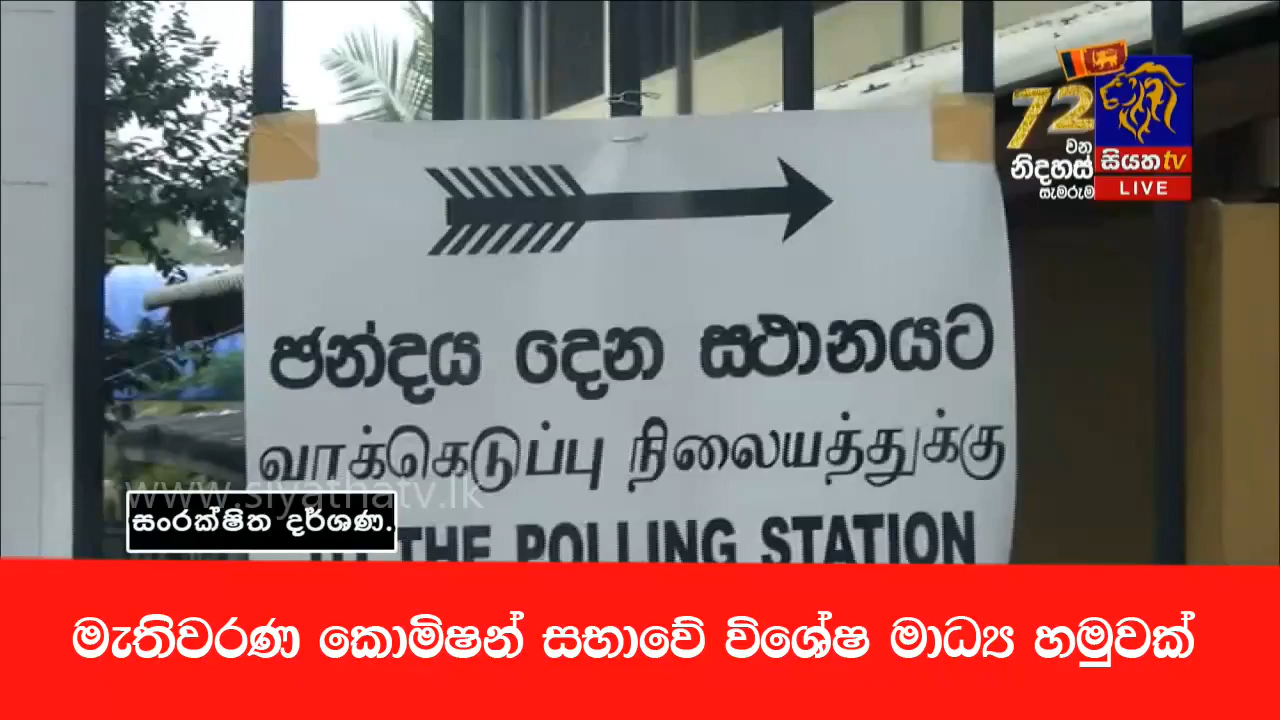 72
වන
නිදහස්
සැමරුම
සියත tv
LIVE
ඡන්දය දෙන ස්ථානයට
வாக்கெடுப்பு நிலையத்துக்கு
TO THE POLLING STATION
www.siyathatv.lk
සංරක්ෂිත දර්ශණ.
මැතිවරණ කොමිෂන් සභාවේ විශේෂ මාධ්‍ය හමුවක්